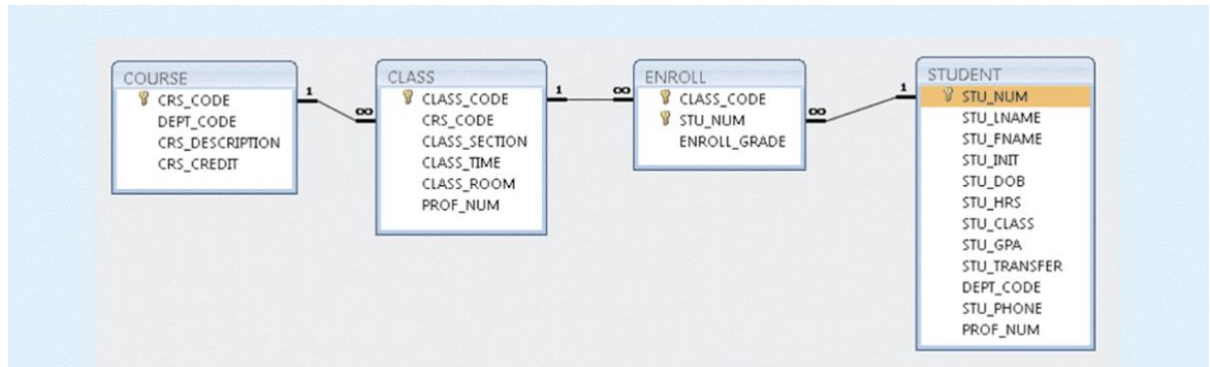 COURSE
CRS_CODE
DEPT_CODE
CRS_DESCRIPTION
CRS_CREDIT
1
∞
CLASS
CLASS_CODE
CRS_CODE
CLASS_SECTION
CLASS_TIME
CLASS_ROOM
PROF_NUM
1
∞
ENROLL
CLASS_CODE
STU_NUM
ENROLL_GRADE
∞
1
STUDENT
STU_NUM
STU_LNAME
STU_FNAME
STU_INIT
STU_DOB
STU_HRS
STU_CLASS
STU_GPA
STU_TRANSFER
DEPT_CODE
STU_PHONE
PROF_NUM